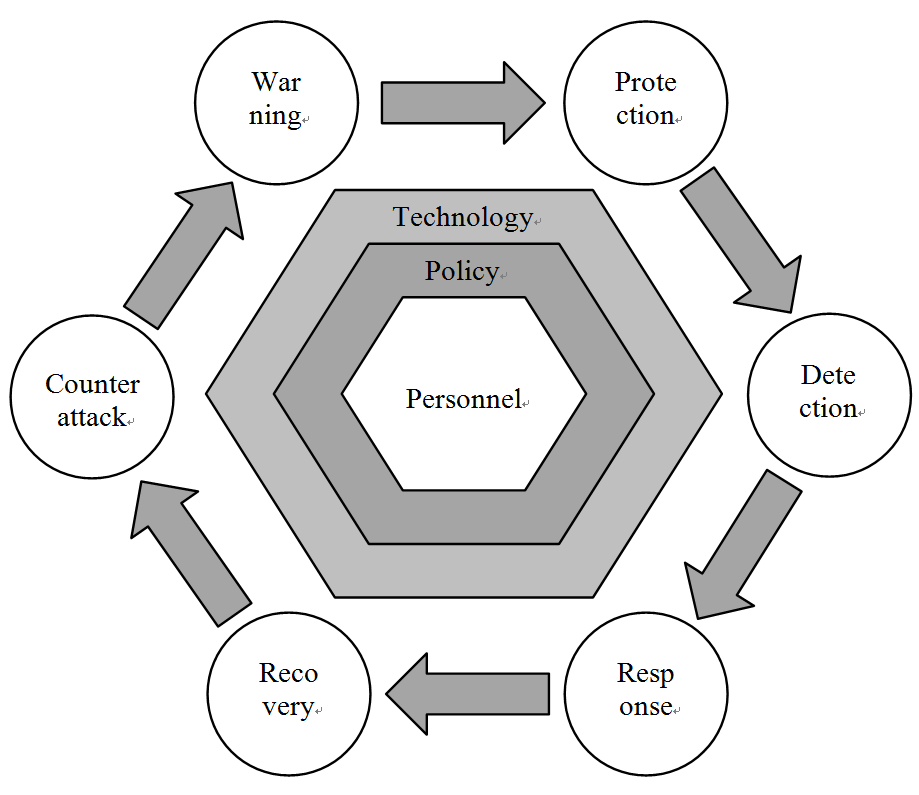 War
ning
Prote
ction
Technology
Policy
Personnel
Counter
attack
Dete
ction
Reco
very
Resp
onse